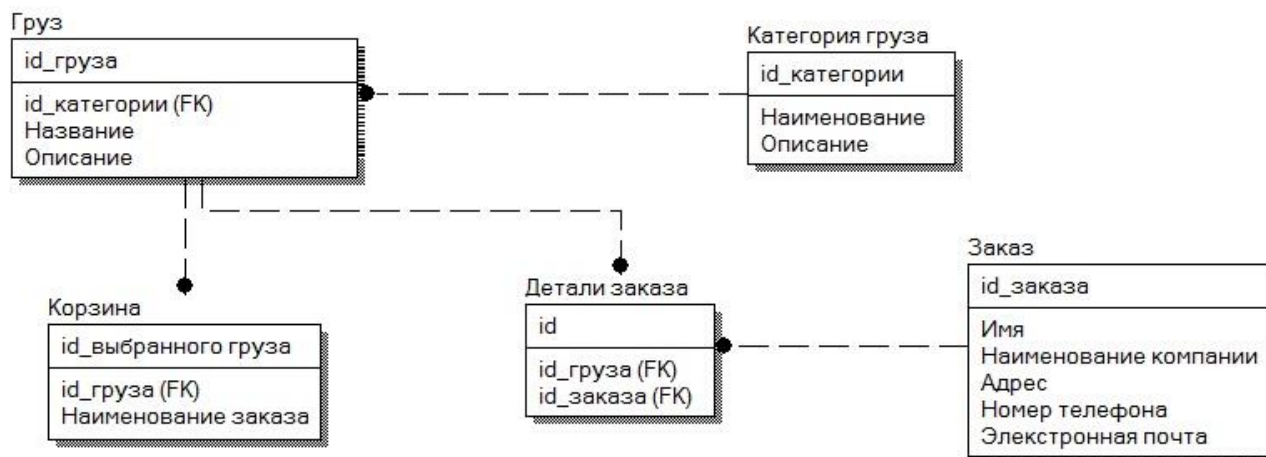 Груз
id_груза
id_категории (FK)
Название
Описание
Категория груза
id_категории
Наименование
Описание
Корзина
id_выбранного груза
id_груза (FK)
Наименование заказа
Детали заказа
id
id_груза (FK)
id_заказа (FK)
Заказ
id_заказа
Имя
Наименование компании
Адрес
Номер телефона
Элекстронная почта